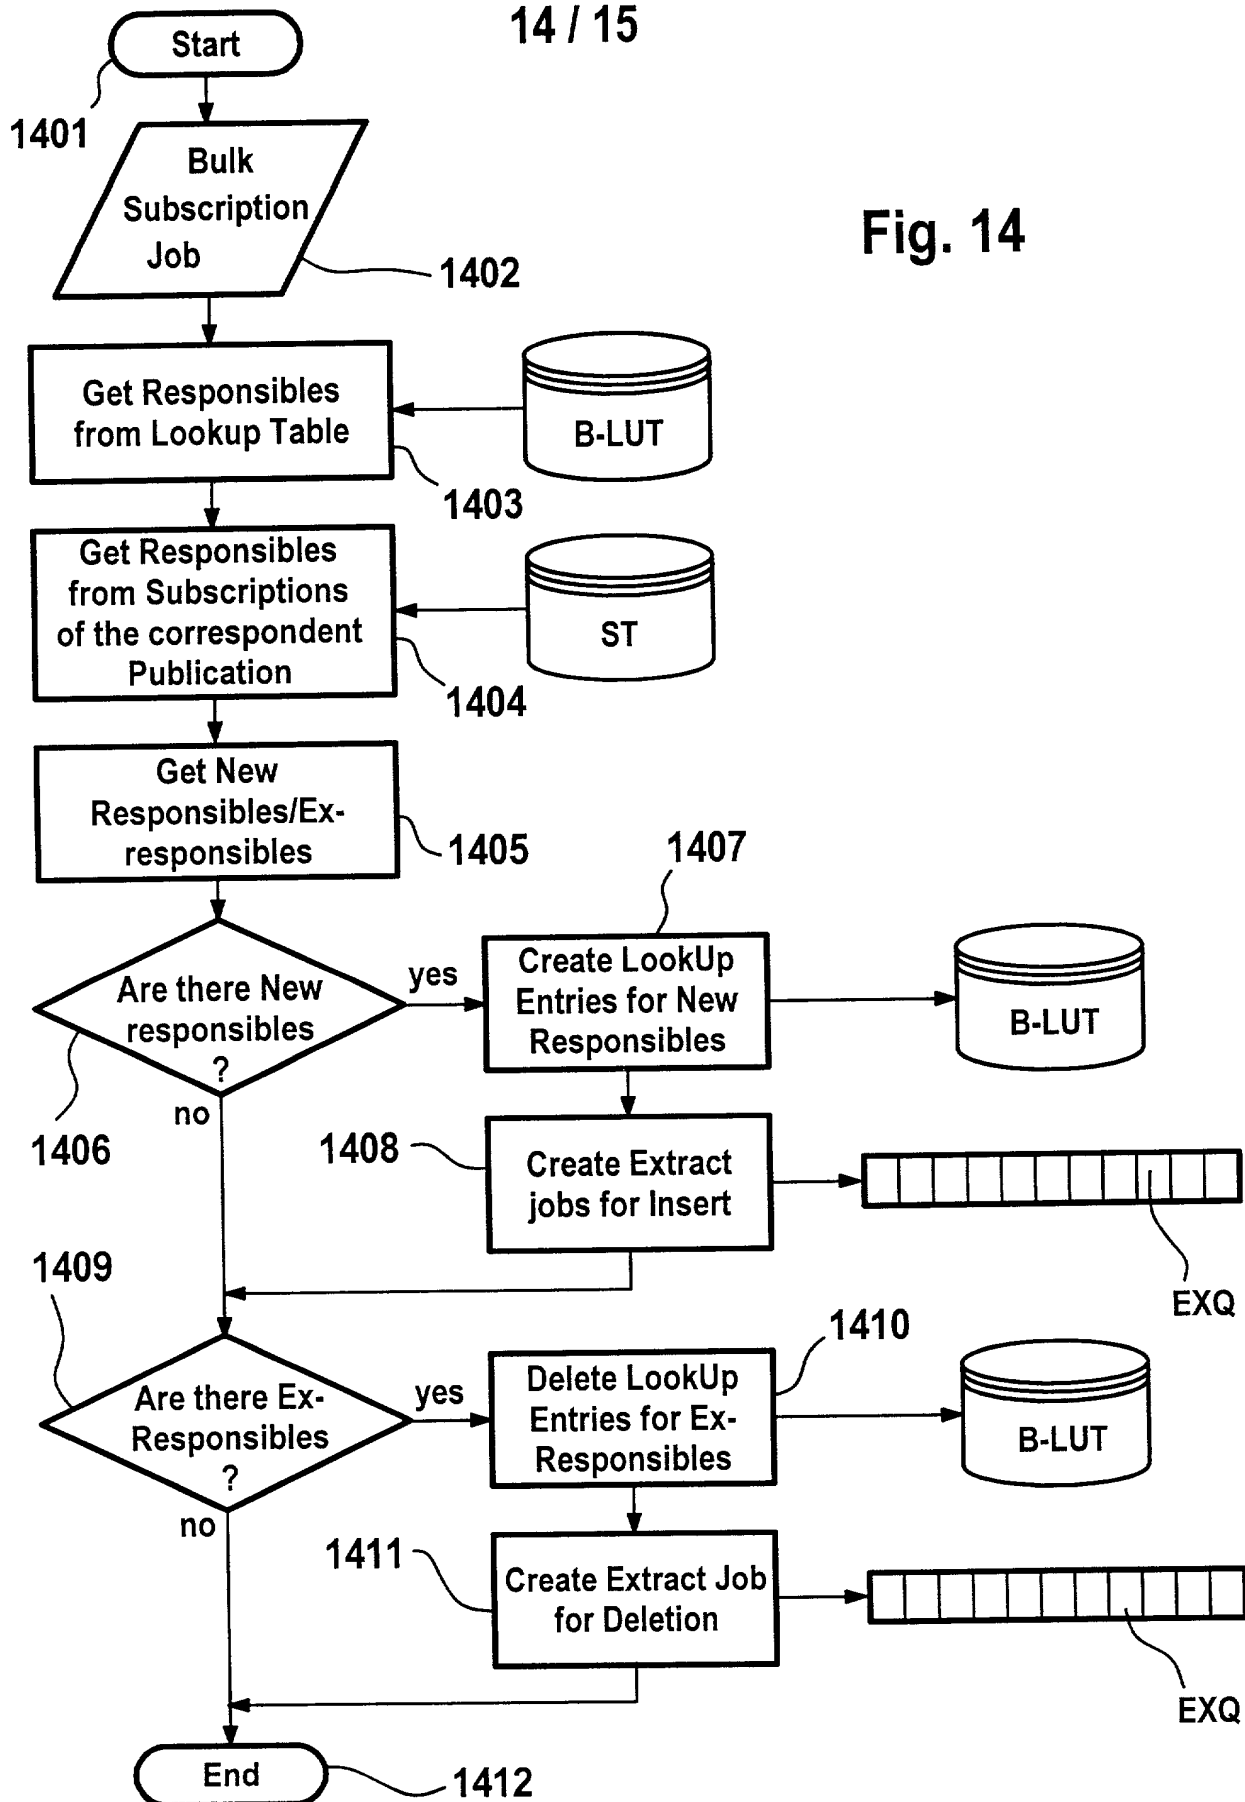 14 / 15
Start
1401
Bulk
Subscription
Job
1402
Fig. 14
Get Responsibles
from Lookup Table
1403
B-LUT
Get Responsibles
from Subscriptions
of the correspondent
Publication
1404
ST
Get New
Responsibles/Ex-
responsibles
1405
Are there New
responsibles
?
1406
yes
no
1407
Create LookUp
Entries for New
Responsibles
B-LUT
1408
Create Extract
jobs for Insert
EXQ
1409
Are there Ex-
Responsibles
?
yes
no
Delete LookUp
Entries for Ex-
Responsibles
1410
B-LUT
1411
Create Extract Job
for Deletion
EXQ
End
1412